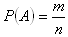 P(A) = m/n